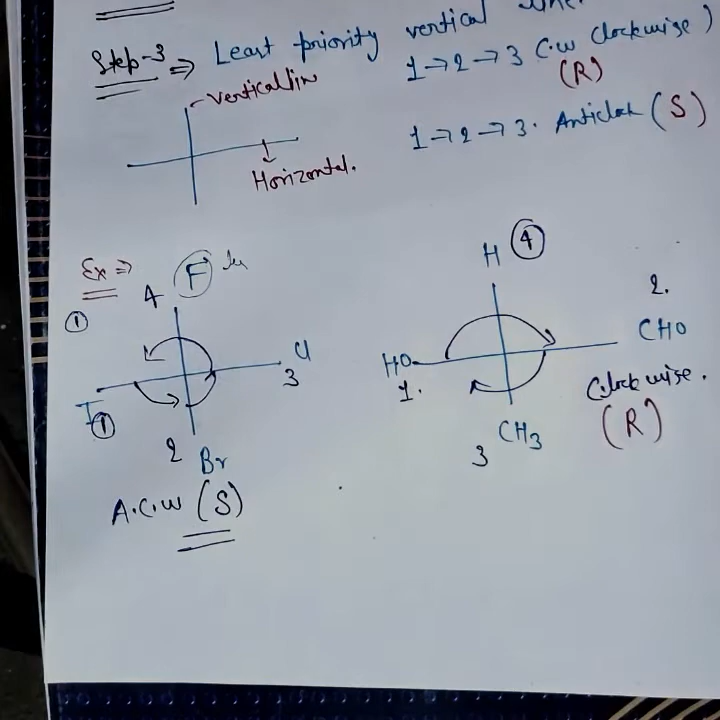 Step-3 ⇒ Least priority vertical line
1→2→3 C.W Clockwise)
(R)
1→2→3. Anticlock (S)
Vertical lin
Horizontal.
Ex ⇒
①
4 F
Cl
3
I
①
2 Br
A.C.W (S)
H ④
2.
CHO
HO
1.
CH3
3
Clockwise.
(R)